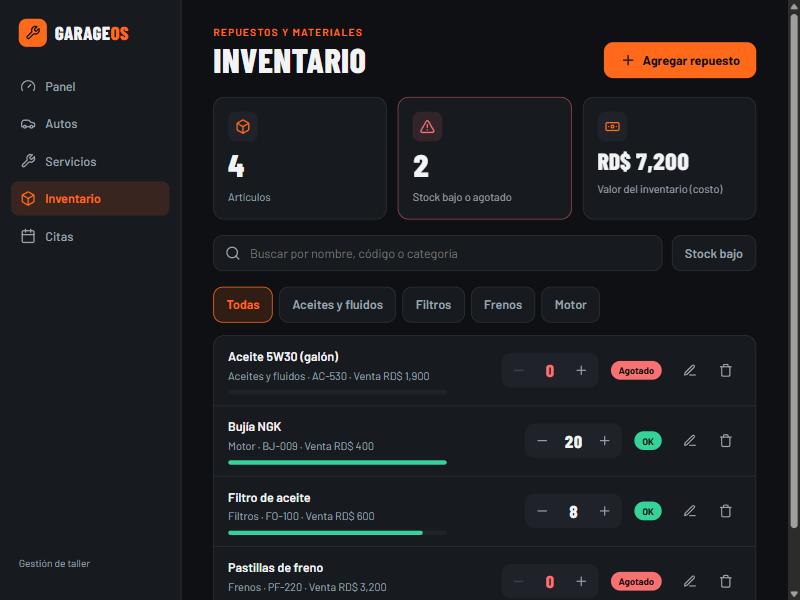 GARAGEOS
Panel
Autos
Servicios
Inventario
Citas
Gestión de taller
REPUESTOS Y MATERIALES
INVENTARIO
Agregar repuesto
4
Artículos
2
Stock bajo o agotado
RD$ 7,200
Valor del inventario (costo)
Buscar por nombre, código o categoría
Stock bajo
Todas
Aceites y fluidos
Filtros
Frenos
Motor
Aceite 5W30 (galón)
Aceites y fluidos · AC-530 · Venta RD$ 1,900
0
Agotado
Bujía NGK
Motor · BJ-009 · Venta RD$ 400
20
OK
Filtro de aceite
Filtros · FO-100 · Venta RD$ 600
8
OK
Pastillas de freno
Frenos · PF-220 · Venta RD$ 3,200
0
Agotado